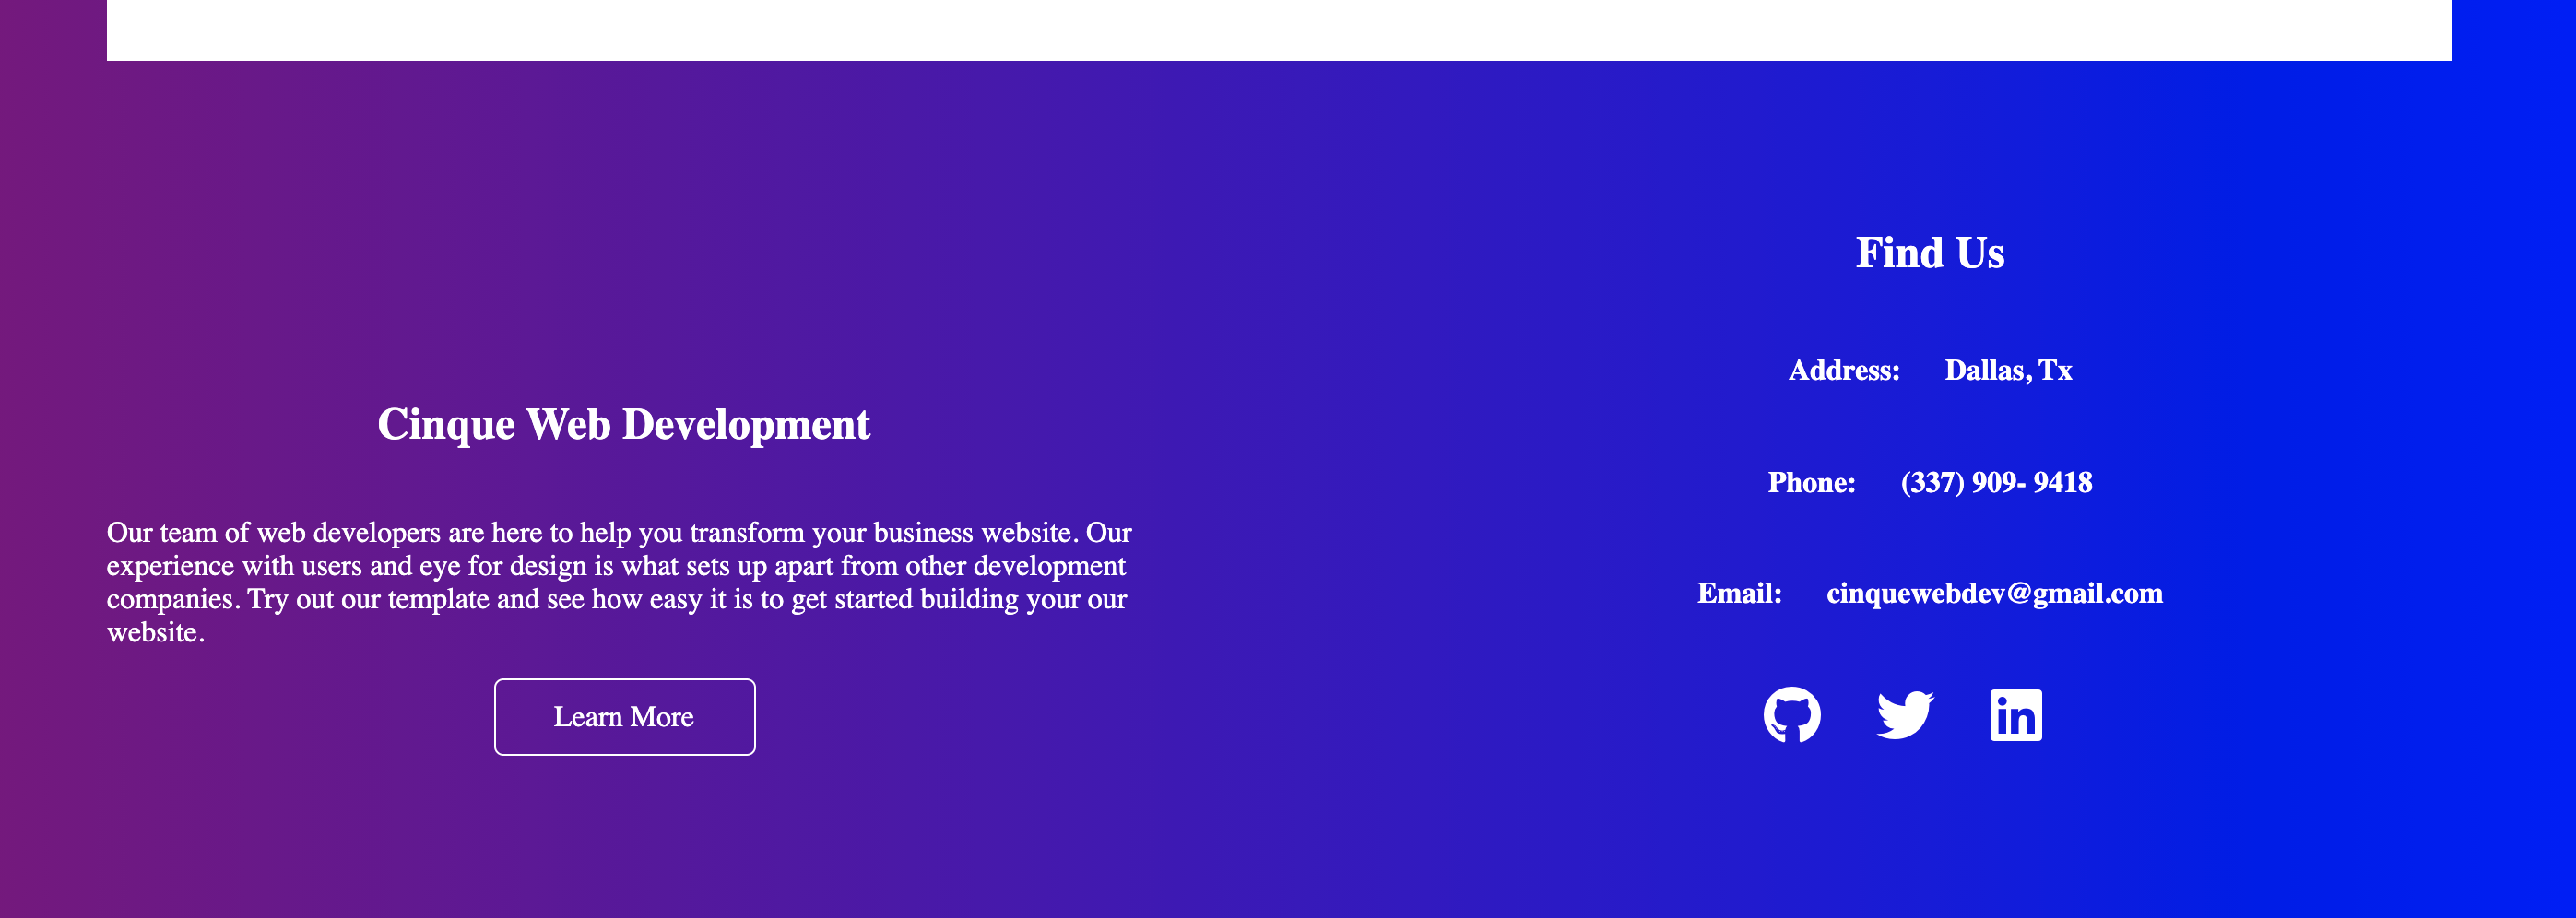 Cinque Web Development
Our team of web developers are here to help you transform your business website. Our
experience with users and eye for design is what sets up apart from other development
companies. Try out our template and see how easy it is to get started building your our
website.
Learn More
Find Us
Address: Dallas, Tx
Phone: (337) 909- 9418
Email: cinquewebdev@gmail.com
in